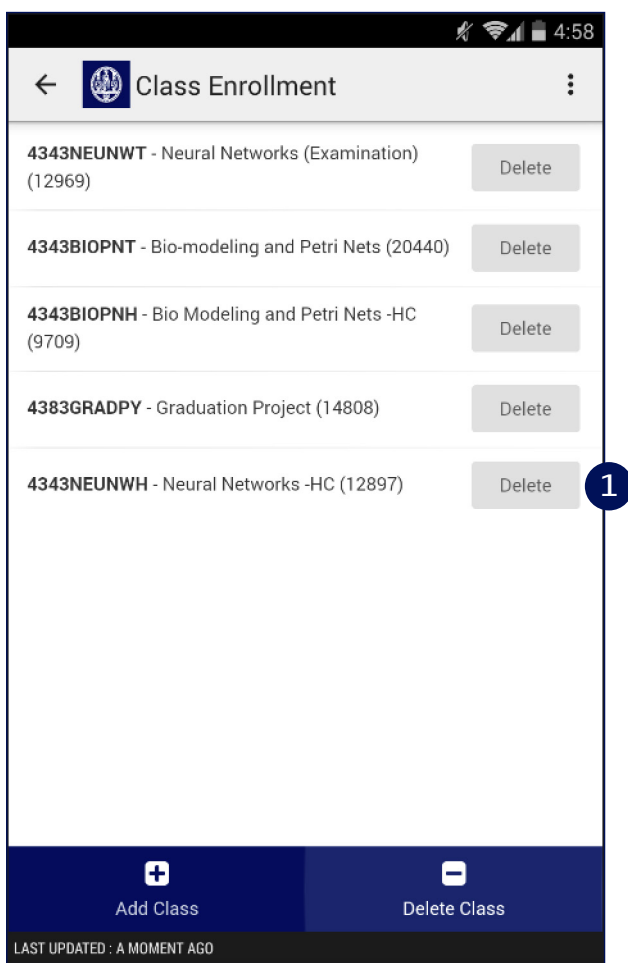 4:58
Class Enrollment
4343NEUNWT - Neural Networks (Examination)
(12969)
Delete
4343BIOPNT - Bio-modeling and Petri Nets (20440)
Delete
4343BIOPNH - Bio Modeling and Petri Nets -HC
(9709)
Delete
4383GRADPY - Graduation Project (14808)
Delete
4343NEUNWH - Neural Networks -HC (12897)
Delete
1
Add Class
Delete Class
LAST UPDATED : A MOMENT AGO